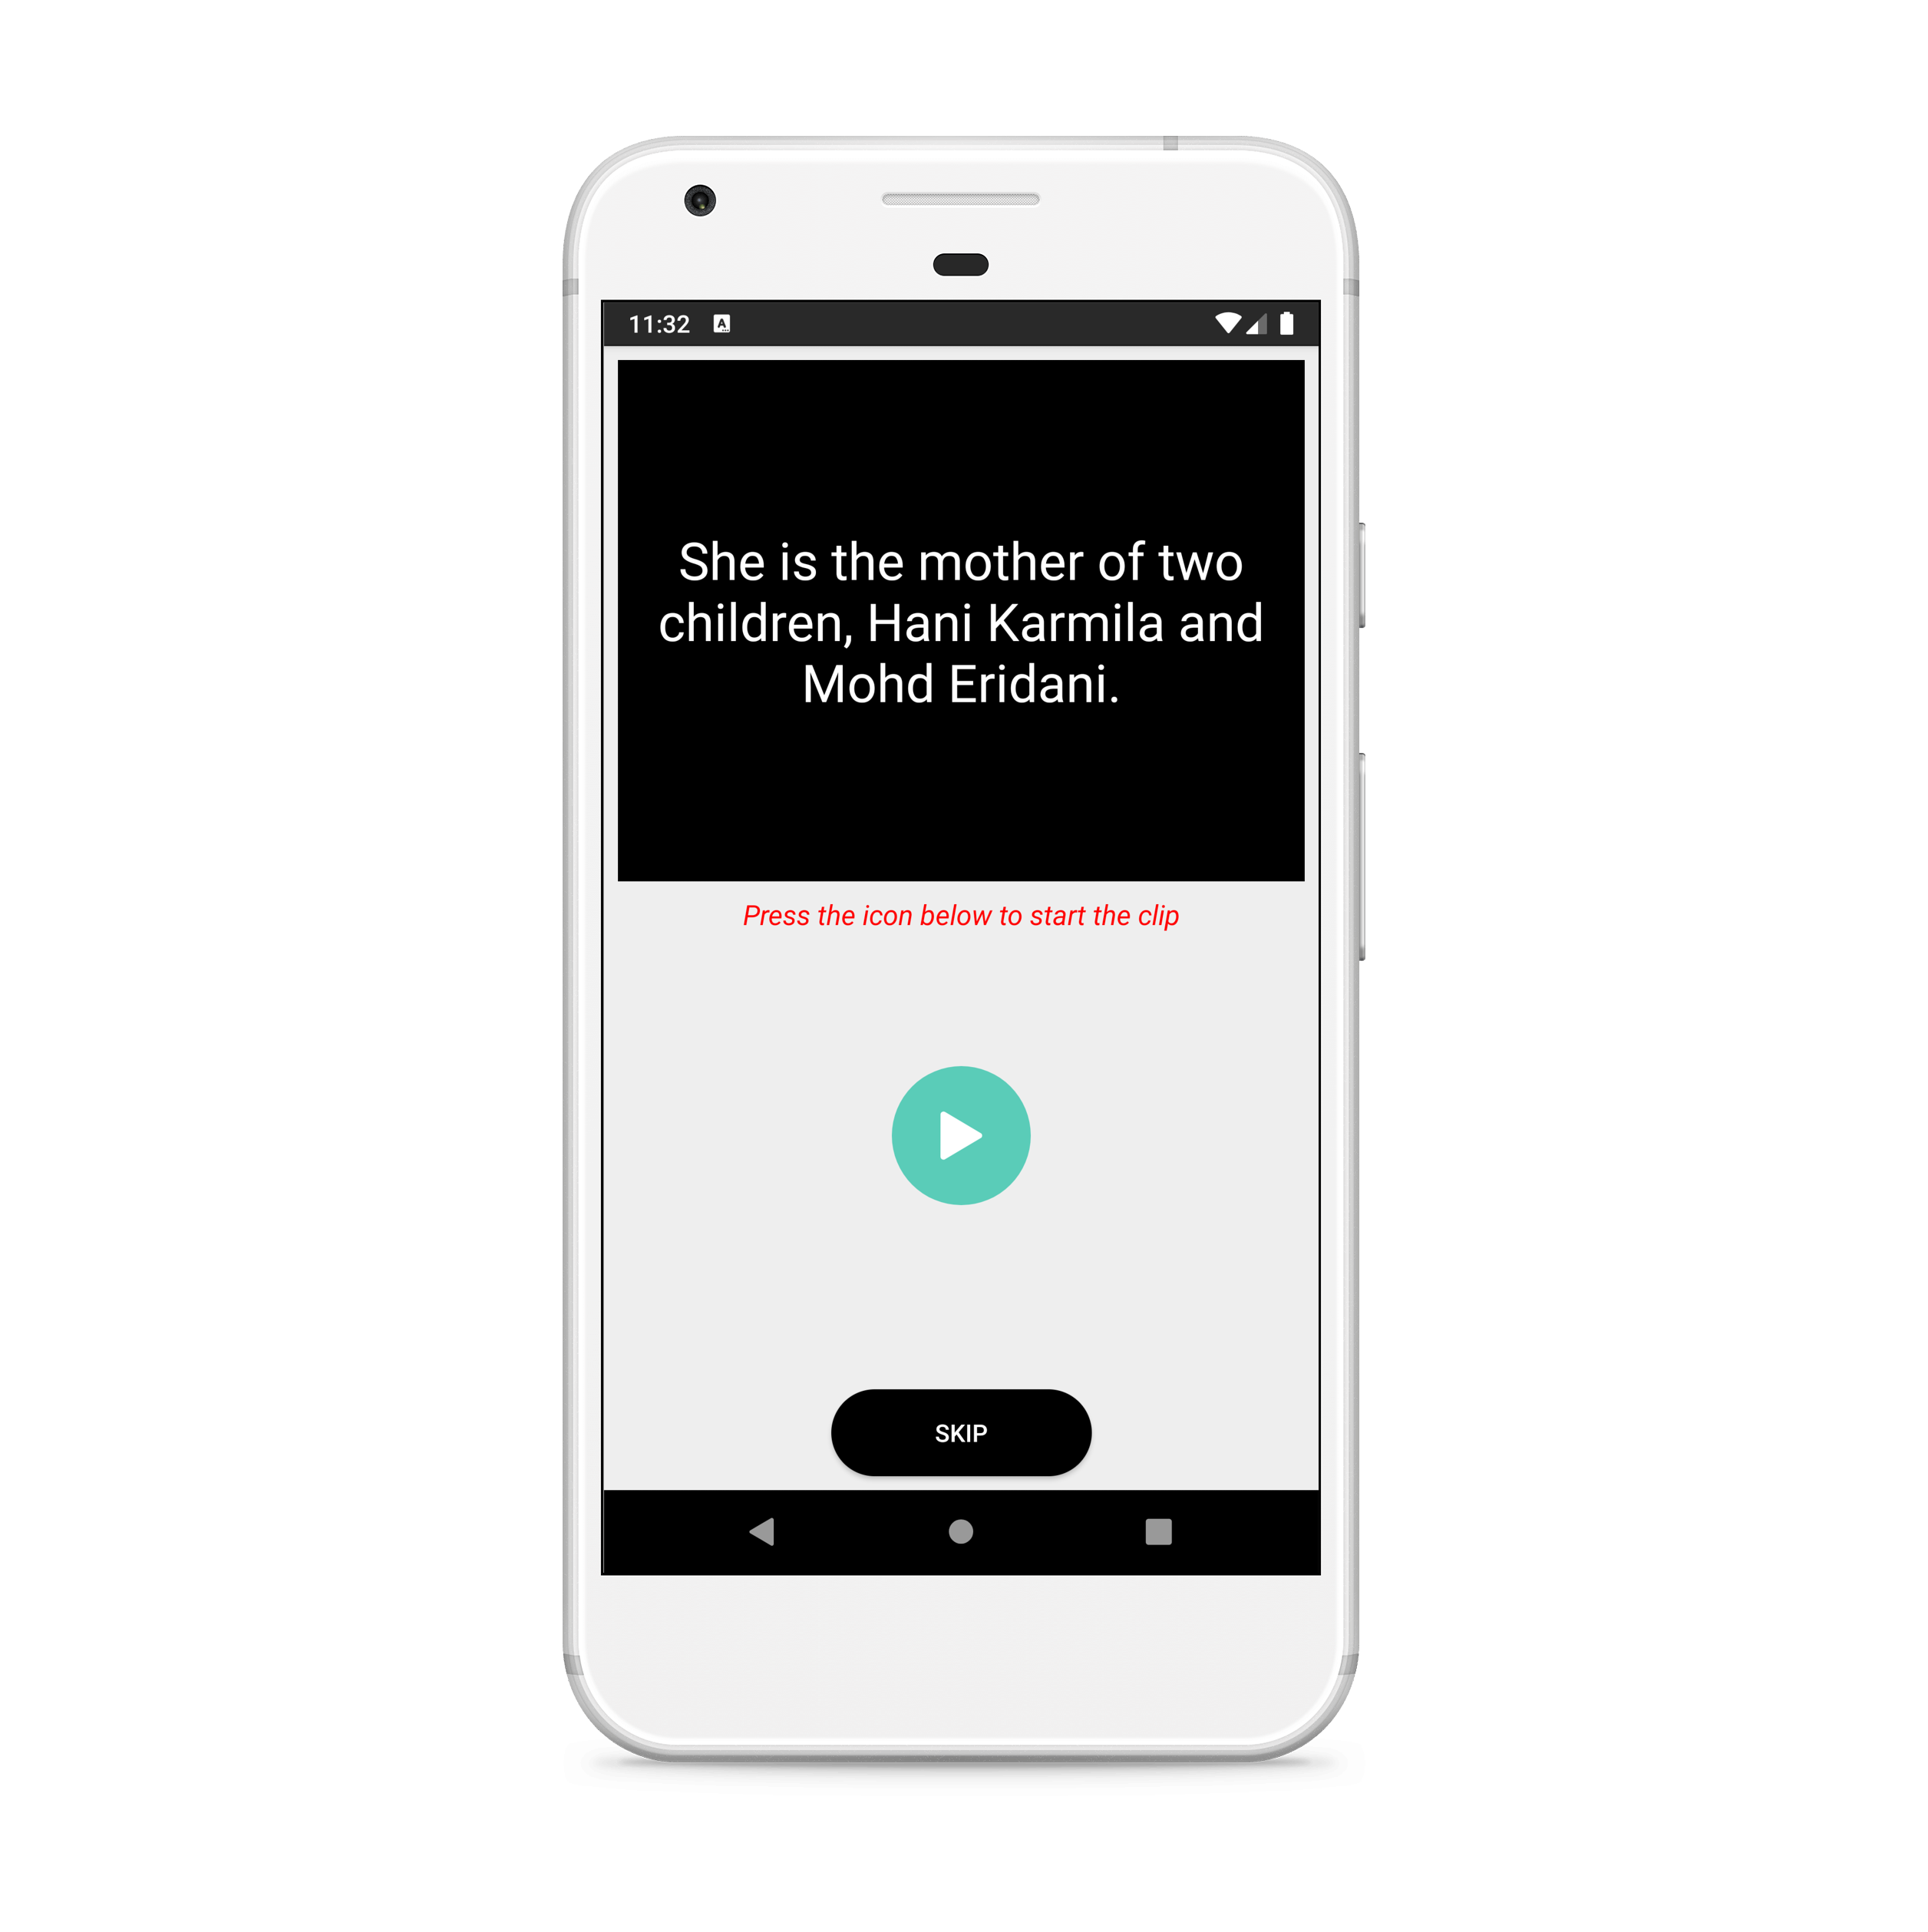 11:32
She is the mother of two
children, Hani Karmila and
Mohd Eridani.
Press the icon below to start the clip
SKIP